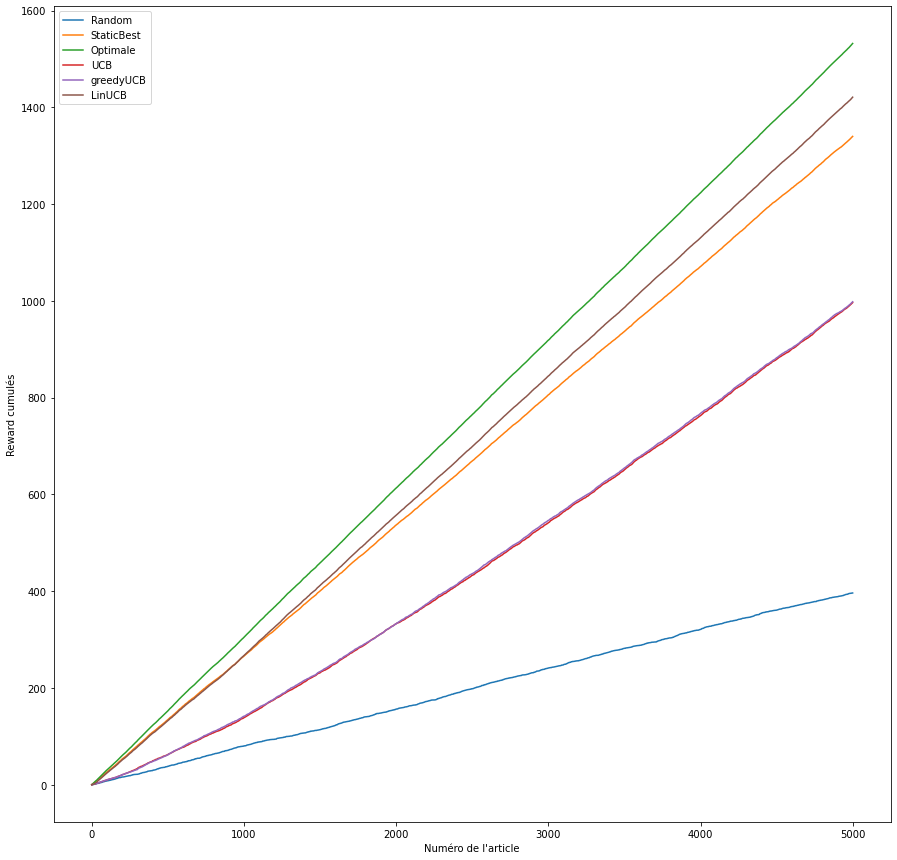 1600
1400
1200
1000
800
600
400
200
0
Reward cumulés
Random
StaticBest
Optimale
UCB
greedyUCB
LinUCB
0 1000 2000 3000 4000 5000
Numéro de l'article